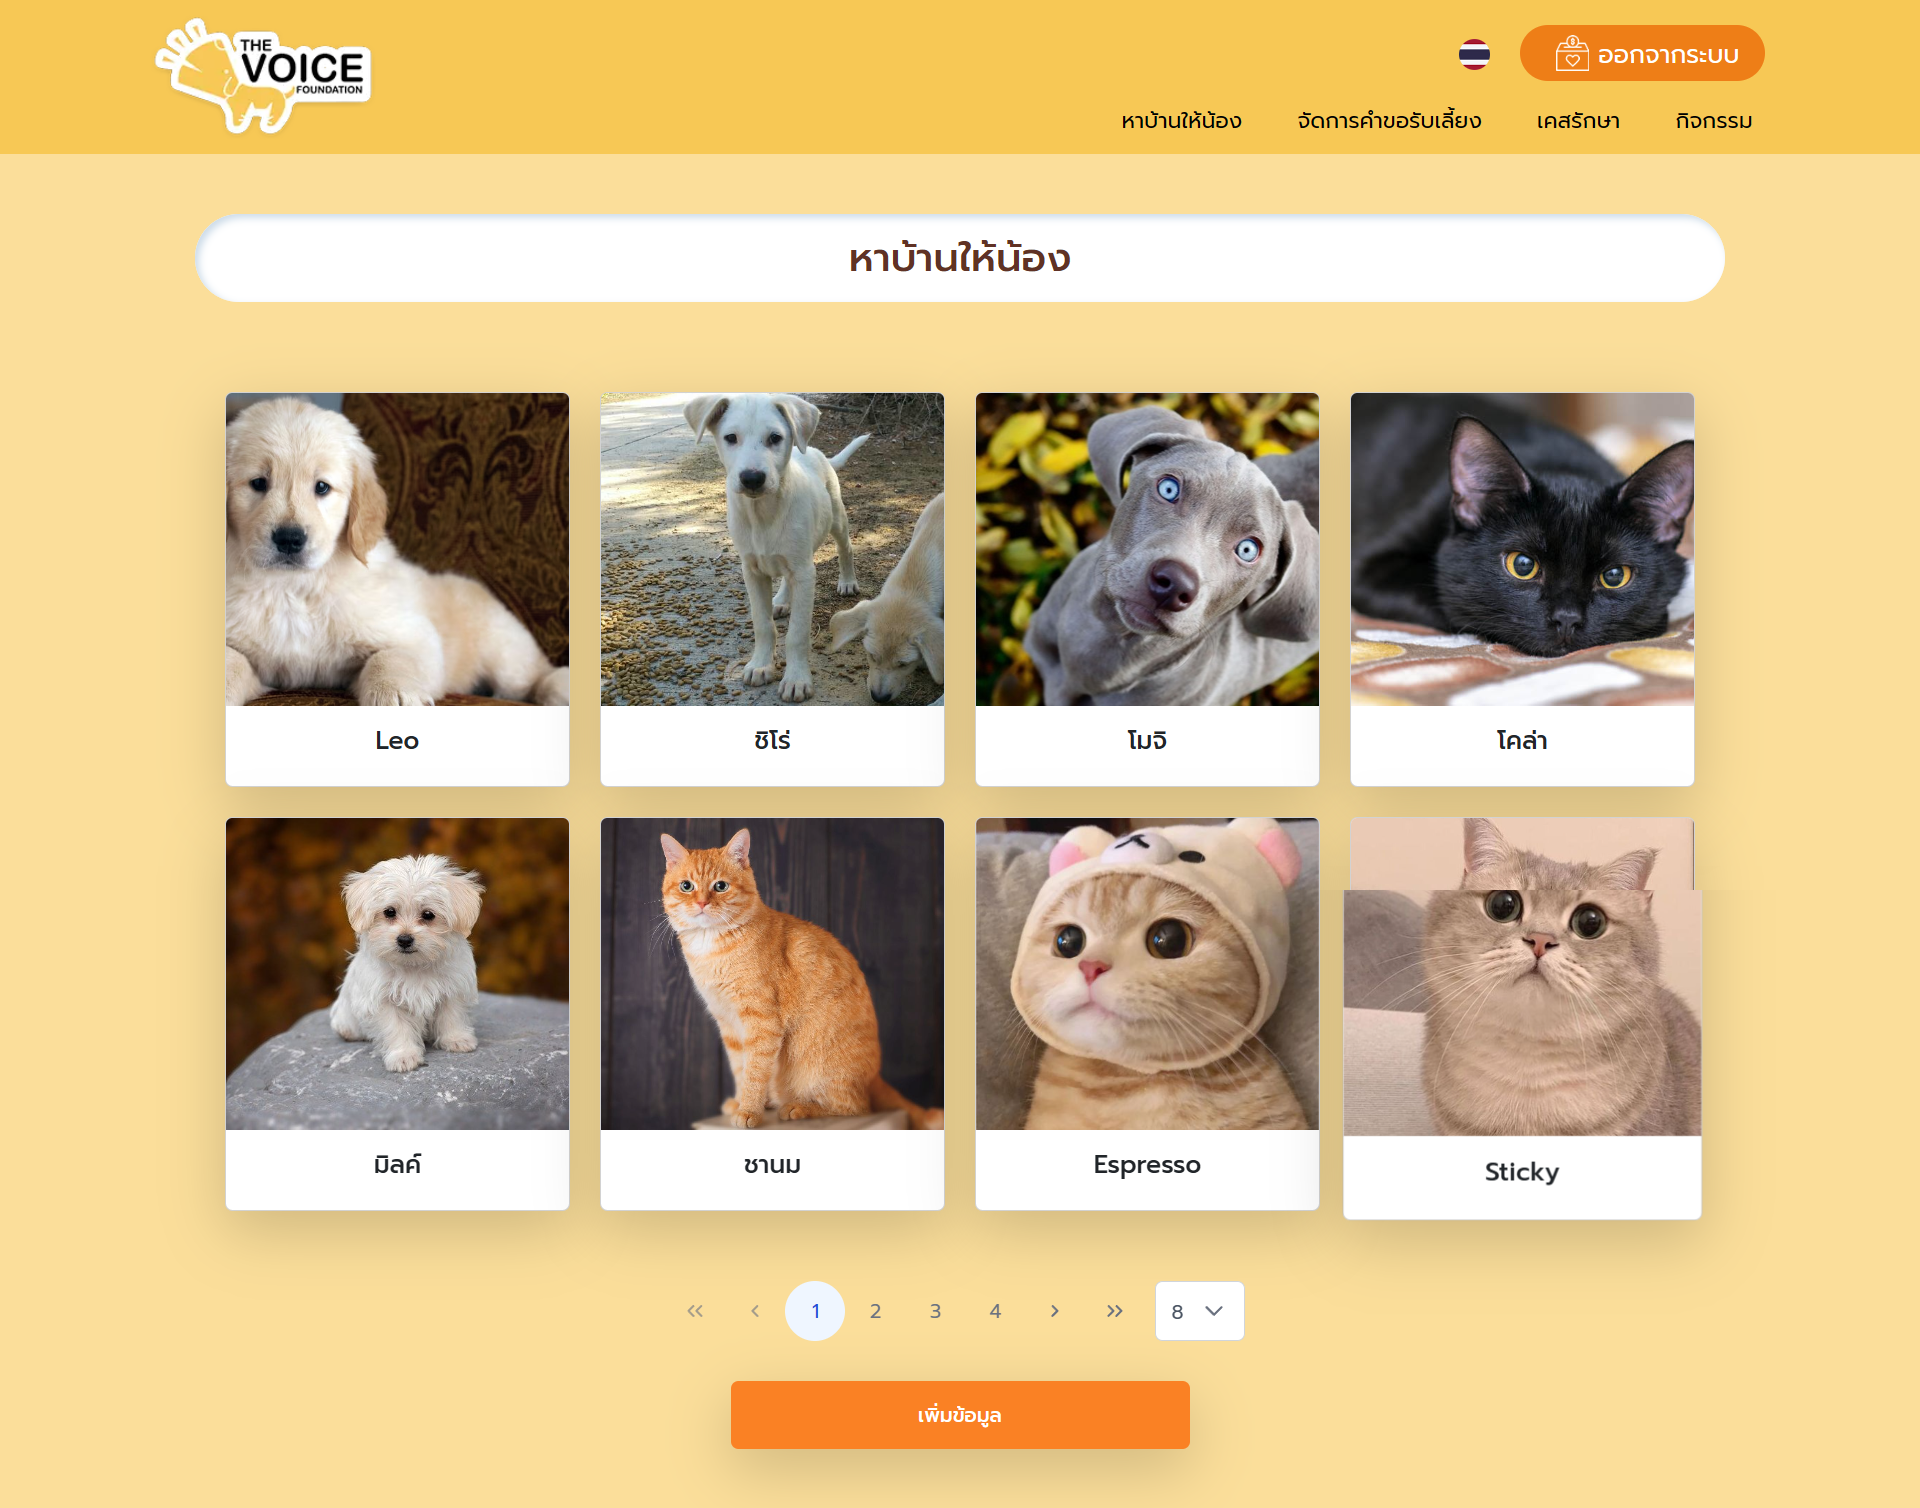 THE
VOICE
FOUNDATION
ออกจากระบบ
หาบ้านให้น้อง
จัดการคำขอรับเลี้ยง
เคสรักษา
กิจกรรม
หาบ้านให้น้อง
Leo
ชิโร่
โมจิ
โคล่า
มิลค์
ชานม
Espresso
Sticky
1 2 3 4 8
เพิ่มข้อมูล